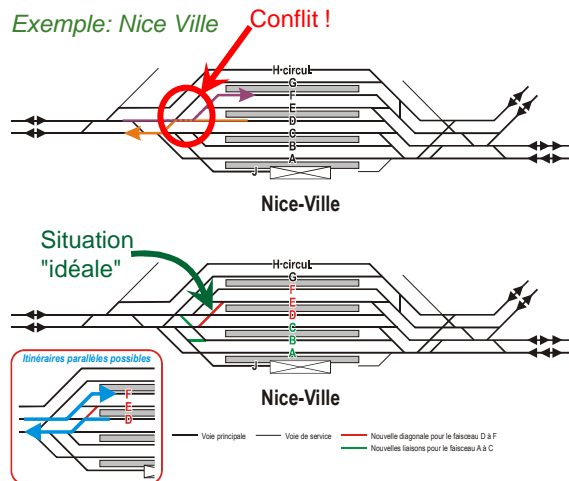 Exemple: Nice Ville
Conflit !
H-circuL
G
F
E
D
C
B
A
J
Nice-Ville
Situation
"idéale"
H-circuL
G
F
E
D
C
B
A
J
Itinéraires parallèles possibles
F
E
D
Nice-Ville
Voie principale
Voie de service
Nouvelle diagonale pour le faisceau D à F
Nouvelles liaisons pour le faisceau A à C